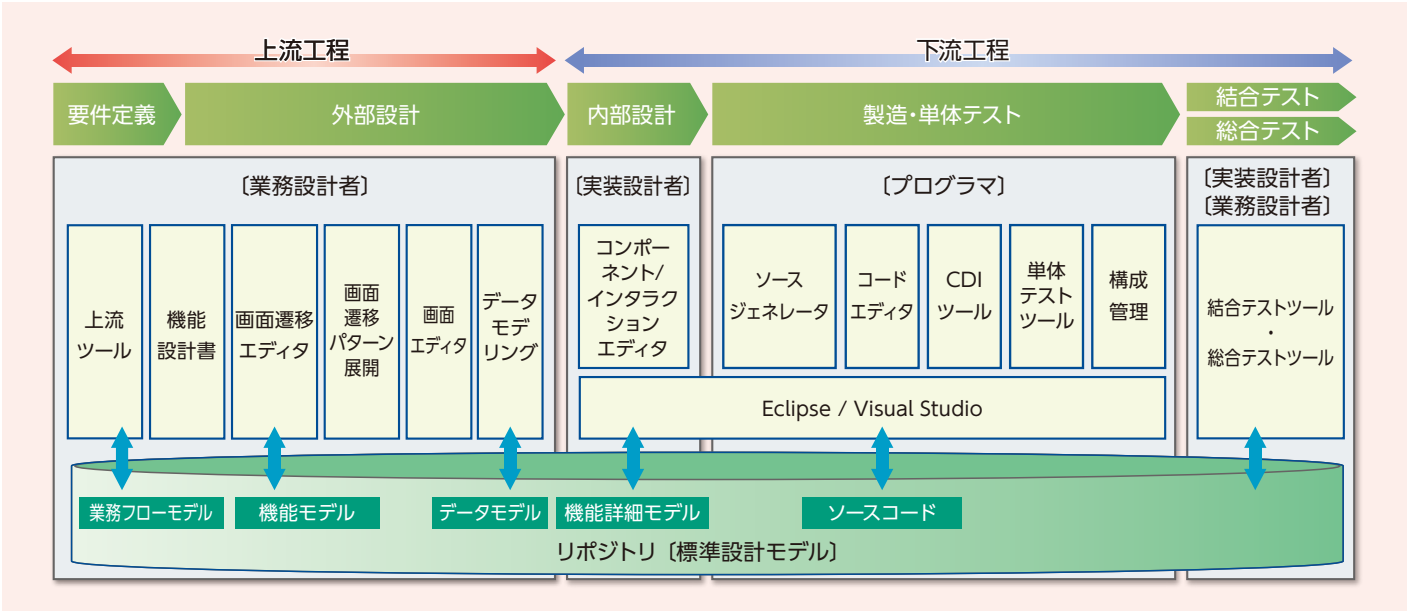 上流工程
下流工程
要件定義
外部設計
内部設計
製造・単体テスト
結合テスト
総合テスト
〔業務設計者〕
〔実装設計者〕
〔プログラマ〕
〔実装設計者〕
〔業務設計者〕
上流
ツール
機能
設計書
画面遷移
エディタ
画面
遷移
パターン
展開
画面
エディタ
データ
モデ
リング
コンポー
ネント/
インタラク
ション
エディタ
ソース
ジェネレータ
コード
エディタ
CDI
ツール
単体
テスト
ツール
構成
管理
結合テストツール
・
総合テストツール
Eclipse / Visual Studio
業務フローモデル
機能モデル
データモデル
機能詳細モデル
ソースコード
リポジトリ〔標準設計モデル〕